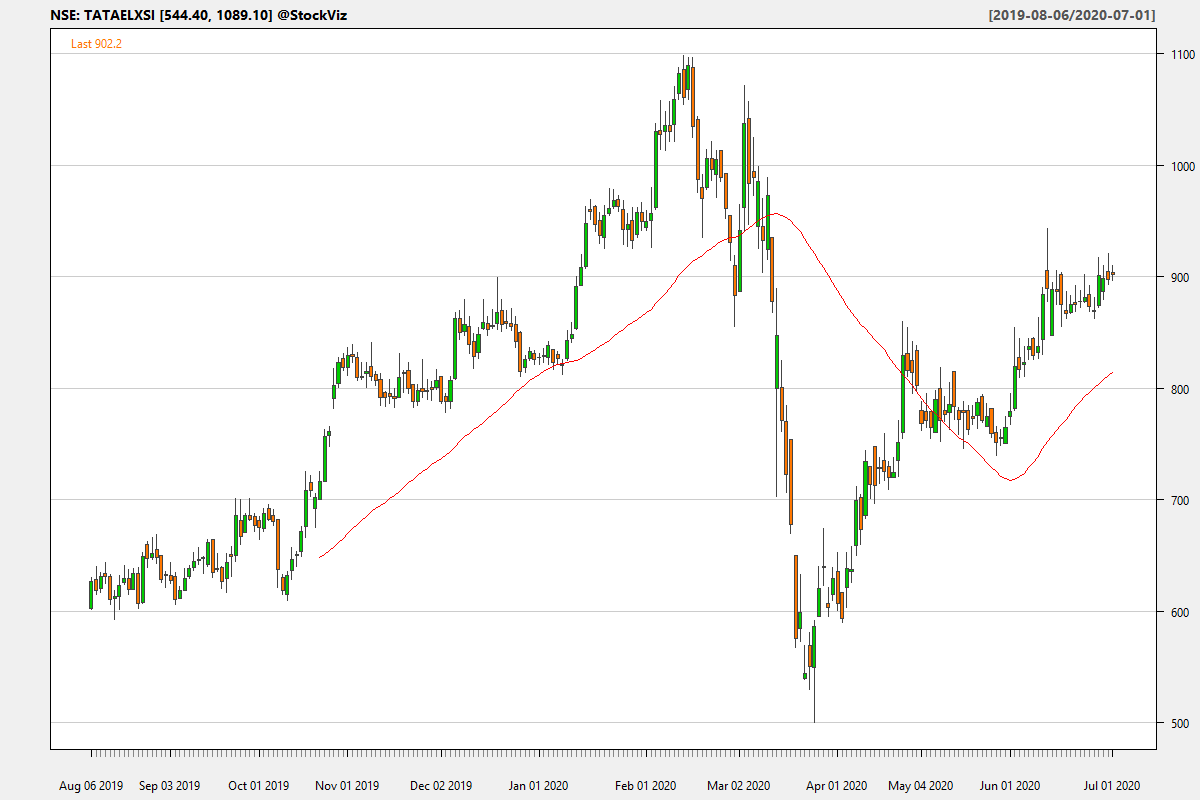 NSE: TATAELXSI [544.40, 1089.10] @StockViz
[2019-08-06/2020-07-01]
Last 902.2
1100
1000
900
800
700
600
500
Aug 06 2019 Sep 03 2019 Oct 01 2019 Nov 01 2019 Dec 02 2019 Jan 01 2020 Feb 01 2020 Mar 02 2020 Apr 01 2020 May 04 2020 Jun 01 2020 Jul 01 2020